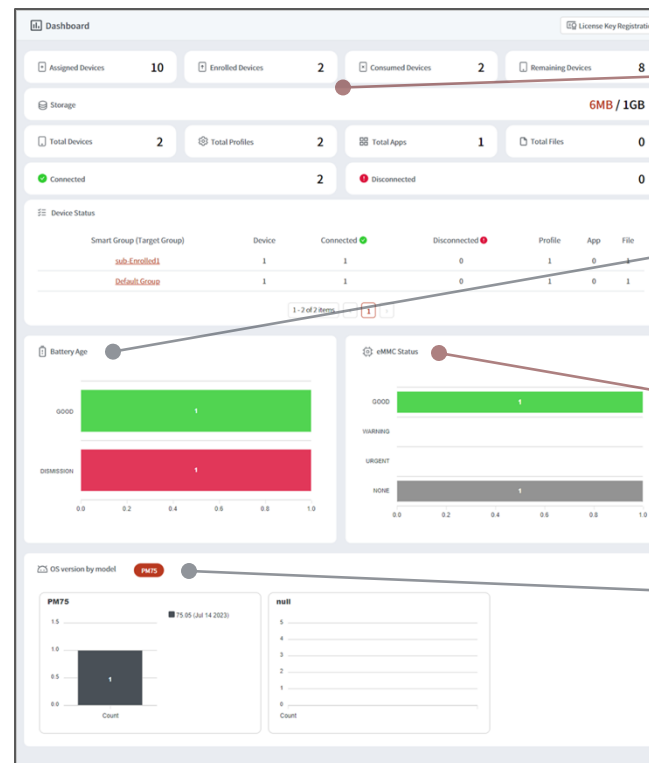 Dashboard License Key Registratio
Assigned Devices 10 Enrolled Devices 2 Consumed Devices 2 Remaining Devices 8
Storage 6MB / 1GB
Total Devices 2 Total Profiles 2 Total Apps 1 Total Files 0
Connected 2 Disconnected 0
Device Status
Smart Group (Target Group) Device Connected Disconnected Profile App File
sub-Enrolled1 1 1 0 1 0 1
Default Group 1 1 0 1 0 1
1 - 2 of 2 items ‹ 1 ›
Battery Age
GOOD 1
DISMISSION 1
0.0 0.2 0.4 0.6 0.8 1.0
eMMC Status
GOOD 1
WARNING
URGENT
NONE 1
0.0 0.2 0.4 0.6 0.8 1.0
OS version by model PM75
PM75
75.05 (Jul 14 2023)
1.5
1.0
0.5
0.0
1
Count
null
5
4
3
2
1
0
Count